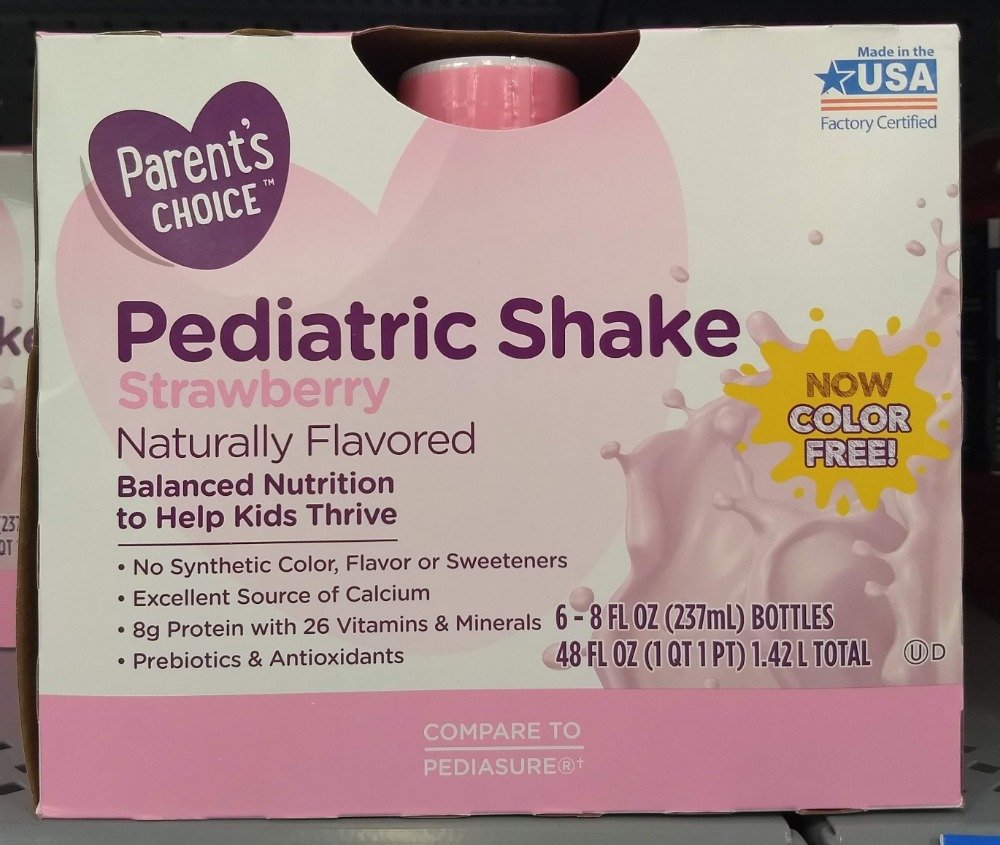 Made in the
USA
Factory Certified
Parent's
CHOICE™
Pediatric Shake
Strawberry
Naturally Flavored
Balanced Nutrition
to Help Kids Thrive
• No Synthetic Color, Flavor or Sweeteners
• Excellent Source of Calcium
• 8g Protein with 26 Vitamins & Minerals
• Prebiotics & Antioxidants
NOW
COLOR
FREE!
6 - 8 FL OZ (237mL) BOTTLES
48 FL OZ (1 QT 1 PT) 1.42 L TOTAL
U D
COMPARE TO
PEDIASURE®†
ke
(237
QT